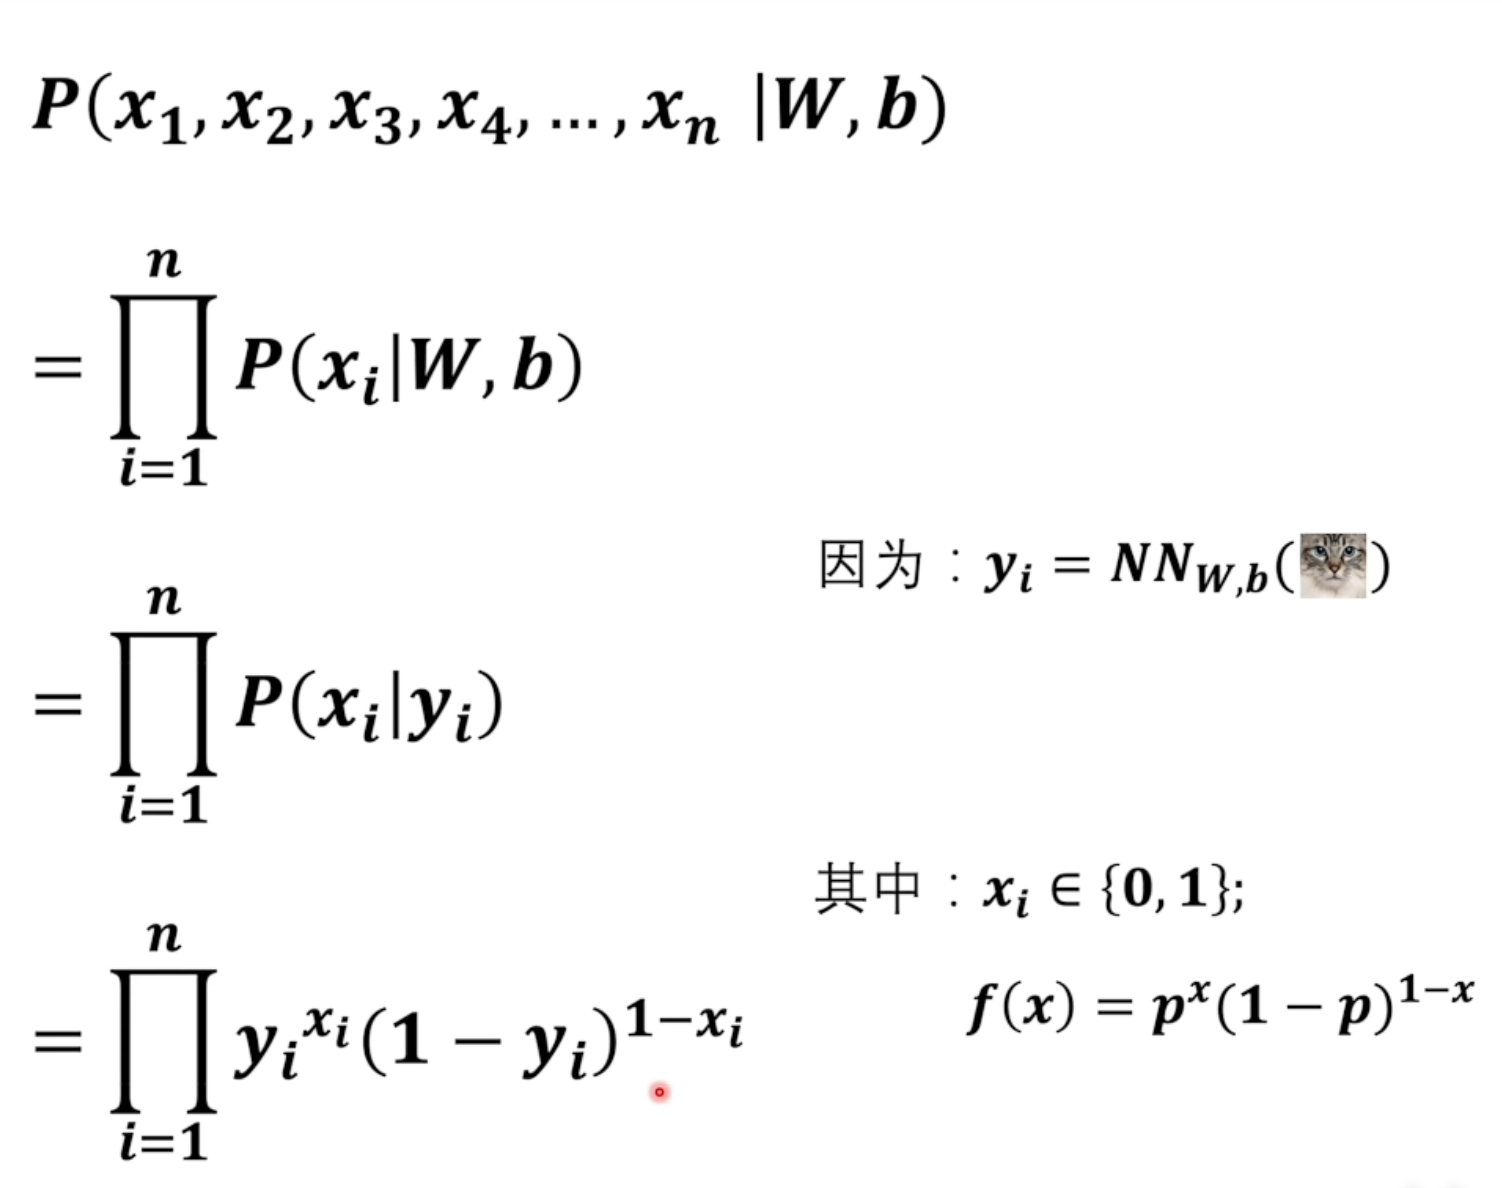 P(x₁, x₂, x₃, x₄, …, xₙ |W, b)
= ∏ᵢ₌₁ⁿ P(xᵢ|W, b)
因为：yᵢ = NN_{W,b}( )
= ∏ᵢ₌₁ⁿ P(xᵢ|yᵢ)
其中：xᵢ ∈ {0, 1};
f(x) = pˣ(1 − p)¹⁻ˣ
= ∏ᵢ₌₁ⁿ yᵢ^{xᵢ}(1 − yᵢ)^{1−xᵢ}